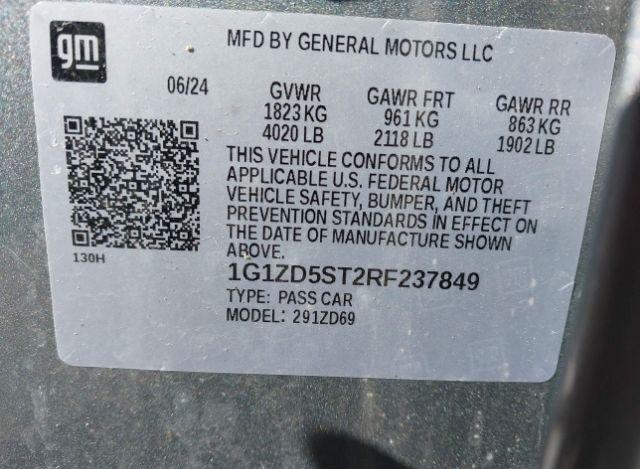 gm
MFD BY GENERAL MOTORS LLC
06/24
GVWR GAWR FRT GAWR RR
1823 KG 961 KG 863 KG
4020 LB 2118 LB 1902 LB
THIS VEHICLE CONFORMS TO ALL
APPLICABLE U.S. FEDERAL MOTOR
VEHICLE SAFETY, BUMPER, AND THEFT
PREVENTION STANDARDS IN EFFECT ON
THE DATE OF MANUFACTURE SHOWN
ABOVE.
130H
1G1ZD5ST2RF237849
TYPE: PASS CAR
MODEL: 291ZD69